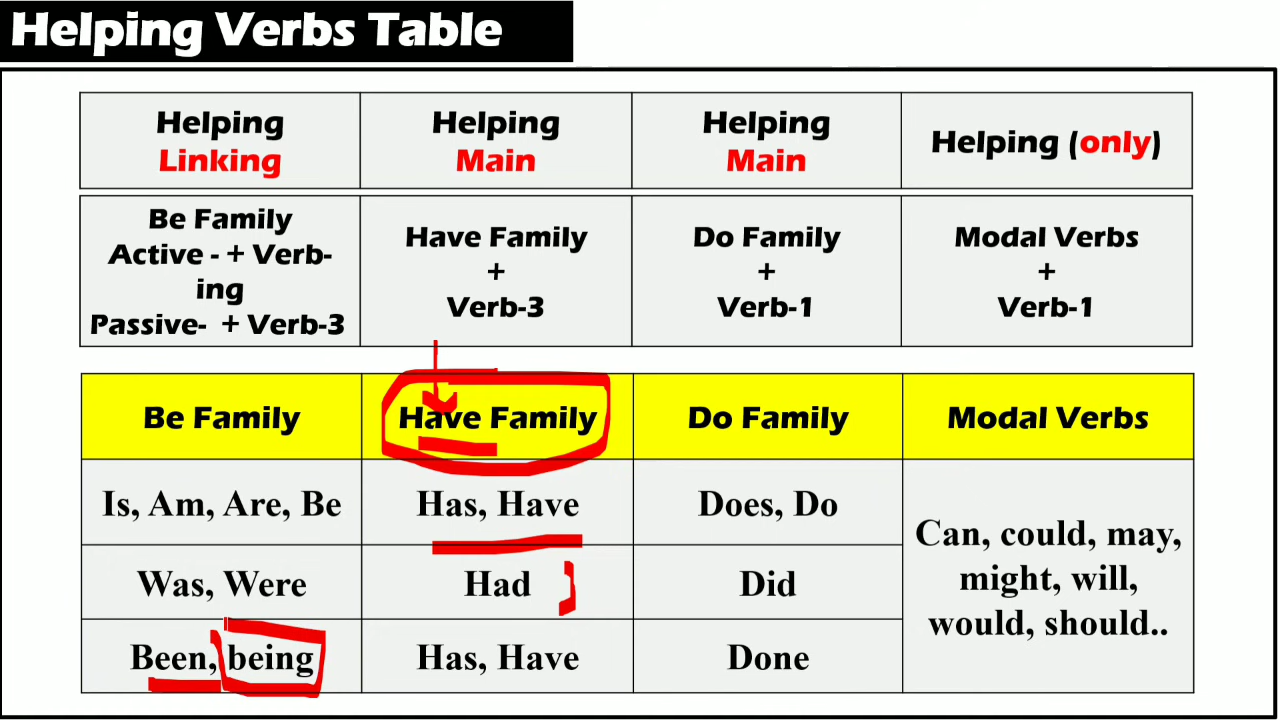 Helping Verbs Table
Helping
Linking
Helping
Main
Helping
Main
Helping (only)
Be Family
Active - + Verb-
ing
Passive- + Verb-3
Have Family
+
Verb-3
Do Family
+
Verb-1
Modal Verbs
+
Verb-1
Be Family
Have Family
Do Family
Modal Verbs
Is, Am, Are, Be
Has, Have
Does, Do
Can, could, may,
might, will,
would, should..
Was, Were
Had
Did
Been, being
Has, Have
Done